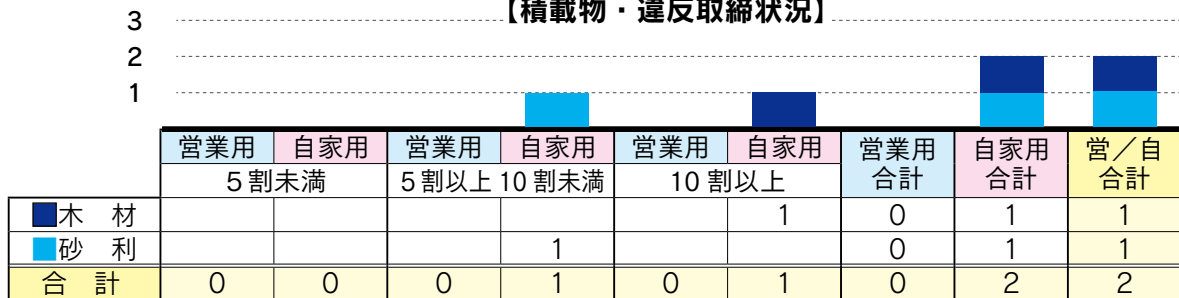 【積載物・違反取締状況】
3
2
1
営業用 自家用 営業用 自家用 営業用 自家用 営業用合計 自家用合計 営／自合計
5割未満 5割以上10割未満 10割以上
木　材 1 0 1 1
砂　利 1 0 1 1
合　計 0 0 0 1 0 1 0 2 2